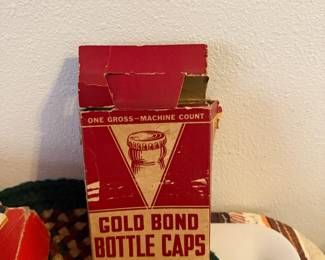 ONE GROSS–MACHINE COUNT
GOLD BOND
BOTTLE CAPS